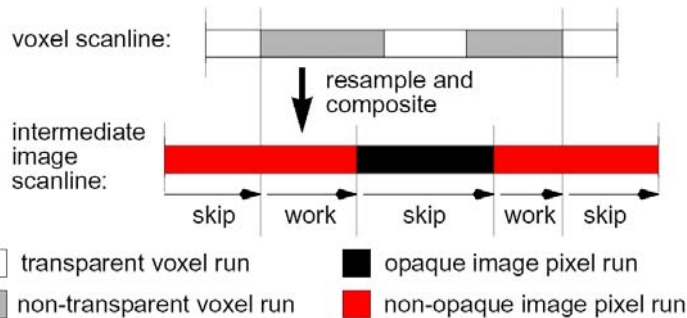 voxel scanline:
resample and
composite
intermediate
image
scanline:
skip work skip work skip
transparent voxel run opaque image pixel run
non-transparent voxel run non-opaque image pixel run